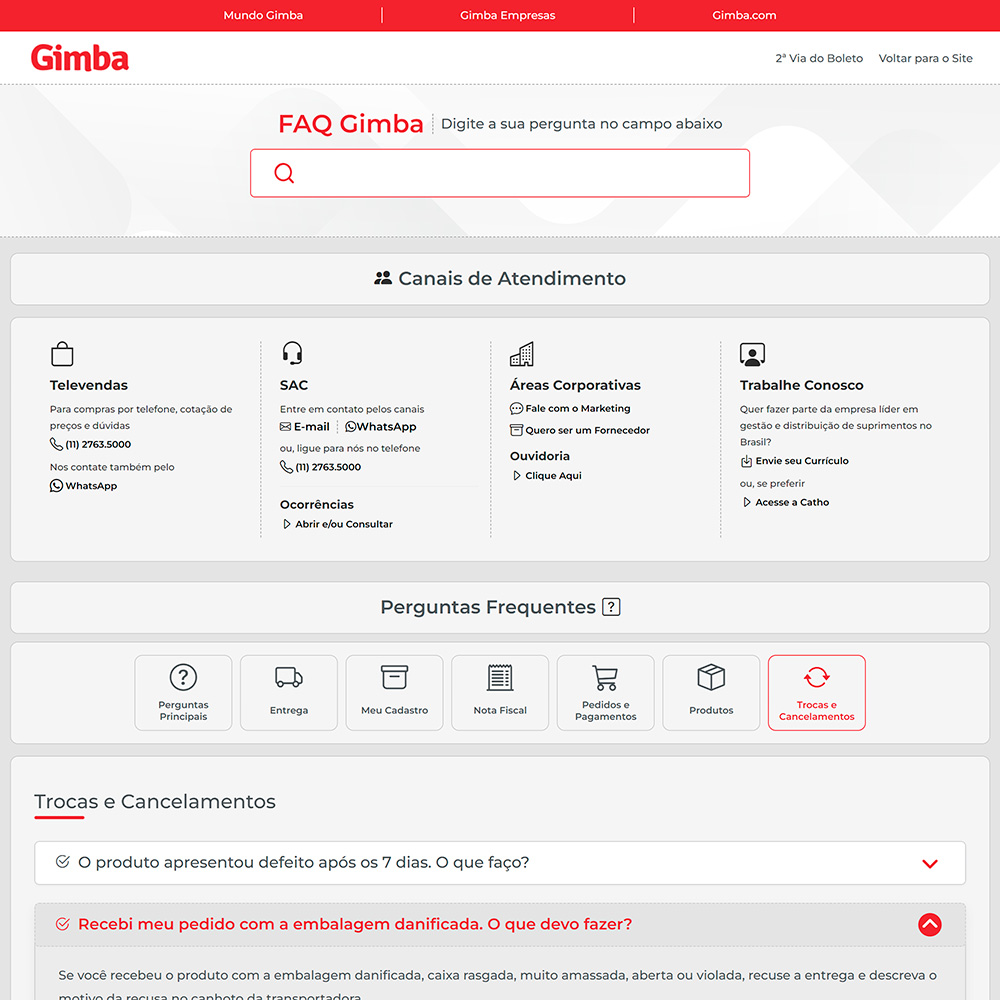 Mundo Gimba
Gimba Empresas
Gimba.com
Gimba
2ª Via do Boleto
Voltar para o Site
FAQ Gimba
Digite a sua pergunta no campo abaixo
Canais de Atendimento
Televendas
Para compras por telefone, cotação de
preços e dúvidas
(11) 2763.5000
Nos contate também pelo
WhatsApp
SAC
Entre em contato pelos canais
E-mail
WhatsApp
ou, ligue para nós no telefone
(11) 2763.5000
Ocorrências
Abrir e/ou Consultar
Áreas Corporativas
Fale com o Marketing
Quero ser um Fornecedor
Ouvidoria
Clique Aqui
Trabalhe Conosco
Quer fazer parte da empresa líder em
gestão e distribuição de suprimentos no
Brasil?
Envie seu Currículo
ou, se preferir
Acesse a Catho
Perguntas Frequentes ?
?
Perguntas
Principais
Entrega
Meu Cadastro
Nota Fiscal
Pedidos e
Pagamentos
Produtos
Trocas e
Cancelamentos
Trocas e Cancelamentos
O produto apresentou defeito após os 7 dias. O que faço?
Recebi meu pedido com a embalagem danificada. O que devo fazer?
Se você recebeu o produto com a embalagem danificada, caixa rasgada, muito amassada, aberta ou violada, recuse a entrega e descreva o
motivo da recusa no canhoto da transportadora.